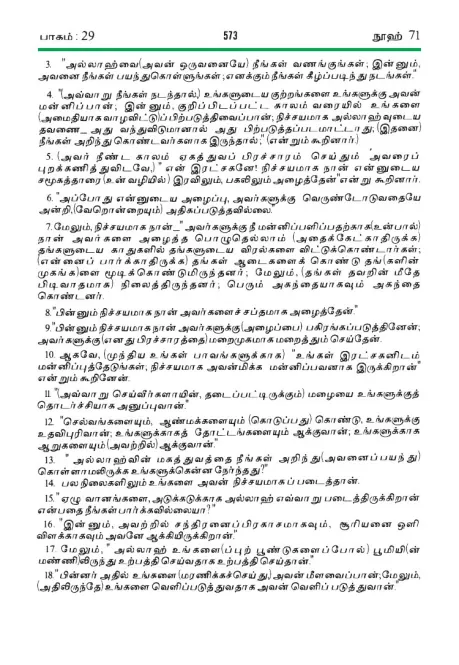 பாகம் : 29 573 நூஹ் 71
3. "அல்லாஹ்வை(அவன் ஒருவனையே) நீங்கள் வணங்குங்கள்; இன்னும்,
அவனை நீங்கள் பயந்துகொள்ளுங்கள்; எனக்கும் நீங்கள் கீழ்ப்படிந்து நடங்கள்."
4. "(அவ்வாறு நீங்கள் நடந்தால்,) உங்களுடைய குற்றங்களை உங்களுக்கு அவன்
மன்னிப்பான்; இன்னும், குறிப்பிடப்பட்ட காலம் வரையில் உங்களை
(அமைதியாக வாழவிட்டு)ப்பிற்படுத்திவைப்பான்; நிச்சயமாக அல்லாஹ்வுடைய
தவணை_ அது வந்துவிடுமானால் அது பிற்படுத்தப்படமாட்டாது; (இதனை)
நீங்கள் அறிந்து கொண்டவர்களாக இருந்தால்;" (என்றும் கூறினார்.)
5. (அவர் நீண்ட காலம் ஏகத்துவப் பிரச்சாரம் செய்தும் அவரைப்
புறக்கணித்துவிடவே,) " என் இரட்சகனே! நிச்சயமாக நான் என்னுடைய
சமூகத்தாரை (உன் வழியில்) இரவிலும், பகலிலும் அழைத்தேன்"என்று கூறினார்.
6. "அப்போது என்னுடைய அழைப்பு, அவர்களுக்கு வெருண்டோடுவதையே
அன்றி,(வேறொன்றையும்) அதிகப்படுத்தவில்லை."
7.மேலும், நிச்சயமாக நான்_"அவர்களுக்கு நீ மன்னிப்பளிப்பதற்காக(உன்பால்)
நான் அவர்களை அழைத்த பொழுதெல்லாம் (அதைக்கேட்காதிருக்க)
தங்களுடைய காதுகளில் தங்களுடைய விரல்களை விட்டுக்கொண்டார்கள்;
(என்னைப் பார்க்காதிருக்க) தங்கள் ஆடைகளைக் கொண்டு தங்(களின்
முகங்க)ளை மூடிக்கொண்டுமிருந்தனர்; மேலும், (தங்கள் தவறின் மீதே
பிடிவாதமாக) நிலைத்திருந்தனர்; பெரும் அகந்தையாகவும் அகந்தை
கொண்டனர்.
8."பின்னும் நிச்சயமாக நான் அவர்களைச் சப்தமாக அழைத்தேன்."
9."பின்னும் நிச்சயமாக நான் அவர்களுக்கு(அழைப்பை) பகிரங்கப்படுத்தினேன்;
அவர்களுக்கு(எனது பிரச்சாரத்தை) மறைமுகமாக மறைத்தும் செய்தேன்.
10. ஆகவே, (முந்திய உங்கள் பாவங்களுக்காக) "உங்கள் இரட்சகனிடம்
மன்னிப்புத்தேடுங்கள்; நிச்சயமாக அவன்மிக்க மன்னிப்பவனாக இருக்கிறான்"
என்றும் கூறினேன்.
11. "(அவ்வாறு செய்வீர்களாயின், தடைப்பட்டிருக்கும்) மழையை உங்களுக்குத்
தொடர்ச்சியாக அனுப்புவான்."
12. "செல்வங்களையும், ஆண்மக்களையும் (கொடுப்பது) கொண்டு, உங்களுக்கு
உதவிபுரிவான்; உங்களுக்காகத் தோட்டங்களையும் ஆக்குவான்; உங்களுக்காக
ஆறுகளையும்(அவற்றில்)ஆக்குவான்."
13. " அல்லாஹ்வின் மகத்துவத்தை நீங்கள் அறிந்து(அவனைப்பயந்து)
கொள்ளாமலிருக்க உங்களுக்கென்ன நேர்ந்தது?"
14. பலநிலைகளிலும் உங்களை அவன் நிச்சயமாகப் படைத்தான்.
15."ஏழு வானங்களை, அடுக்கடுக்காக அல்லாஹ் எவ்வாறு படைத்திருக்கிறான்
என்பதை நீங்கள் பார்க்கவில்லையா?"
16. "இன்னும், அவற்றில் சந்திரனைப்பிரகாசமாகவும், சூரியனை ஒளி
விளக்காகவும் அவனே ஆக்கியிருக்கிறான்."
17. மேலும், " அல்லாஹ் உங்களை(ப்புற் பூண்டுகளைப்போல்) பூமியி(ன்
மண்ணி)லிருந்து உற்பத்தி செய்வதாக உற்பத்தி செய்தான்."
18."பின்னர் அதில் உங்களை (மரணிக்கச்செய்து,) அவன் மீளவைப்பான்;மேலும்,
(அதிலிருந்தே) உங்களை வெளிப்படுத்துவதாக அவன் வெளிப்படுத்துவான்."